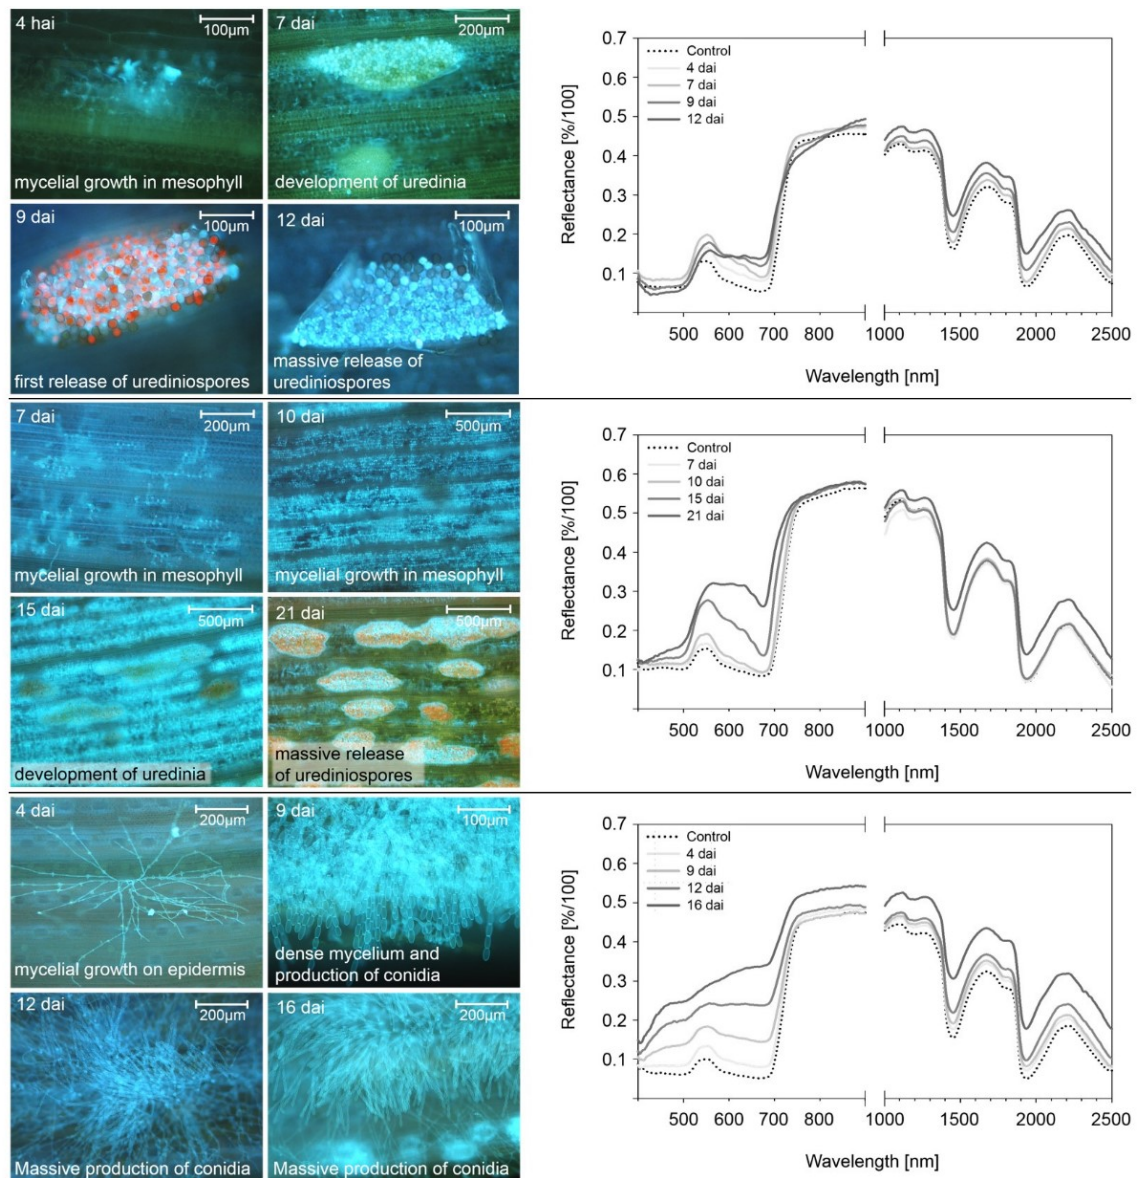 4 hai
100µm
mycelial growth in mesophyll
7 dai
200µm
development of uredinia
9 dai
100µm
first release of urediniospores
12 dai
100µm
massive release of
urediniospores
0.7
0.6
0.5
0.4
0.3
0.2
0.1
Reflectance [%/100]
Control
4 dai
7 dai
9 dai
12 dai
500 600 700 800 1000 1500 2000 2500
Wavelength [nm]
7 dai
200µm
mycelial growth in mesophyll
10 dai
500µm
mycelial growth in mesophyll
15 dai
500µm
development of uredinia
21 dai
500µm
massive release
of urediniospores
0.7
0.6
0.5
0.4
0.3
0.2
0.1
Reflectance [%/100]
Control
7 dai
10 dai
15 dai
21 dai
500 600 700 800 1000 1500 2000 2500
Wavelength [nm]
4 dai
200µm
mycelial growth on epidermis
9 dai
100µm
dense mycelium and
production of conidia
12 dai
200µm
Massive production of conidia
16 dai
200µm
Massive production of conidia
0.7
0.6
0.5
0.4
0.3
0.2
0.1
Reflectance [%/100]
Control
4 dai
9 dai
12 dai
16 dai
500 600 700 800 1000 1500 2000 2500
Wavelength [nm]